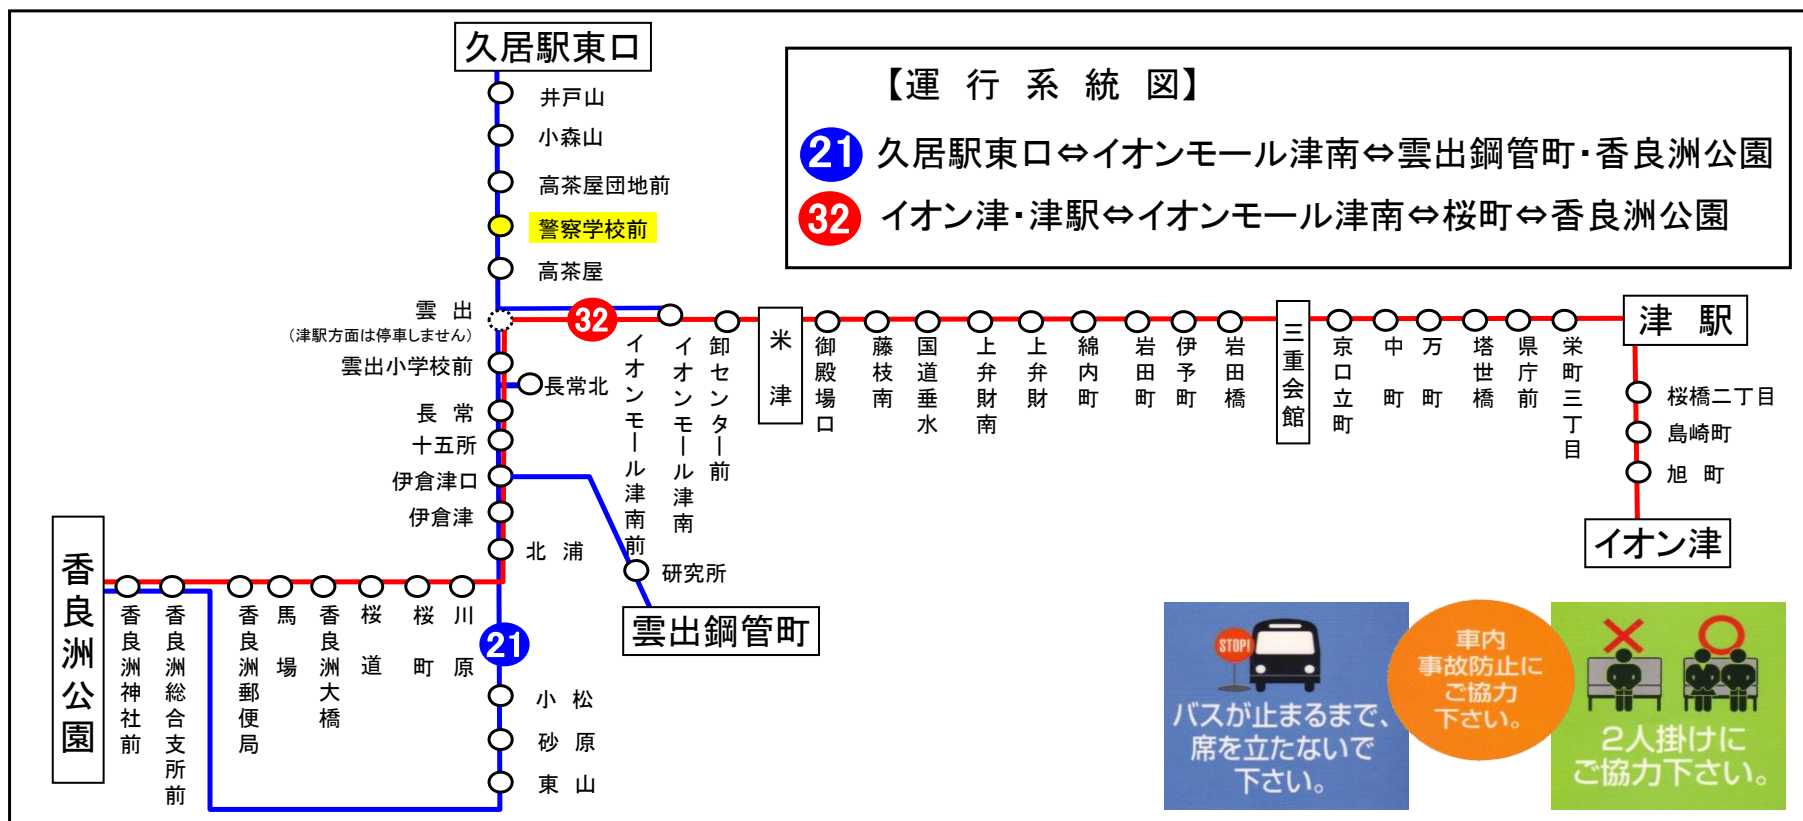 久居駅東口
井戸山
小森山
高茶屋団地前
警察学校前
高茶屋
雲出
(津駅方面は停車しません)
雲出小学校前
長常北
長常
十五所
伊倉津口
伊倉津
北浦
研究所
雲出鋼管町
21
小松
砂原
東山
香良洲公園
香良洲神社前
香良洲総合支所前
香良洲郵便局
馬場
香良洲大橋
桜道
桜町
川原
【運行系統図】
21 久居駅東口⇔イオンモール津南⇔雲出鋼管町・香良洲公園
32 イオン津・津駅⇔イオンモール津南⇔桜町⇔香良洲公園
32
イオンモール津南前
イオンモール津南
卸センター前
米津
御殿場口
藤枝南
国道垂水
上弁財南
上弁財
綿内町
岩田町
伊予町
岩田橋
三重会館
京口立町
中町
万町
塔世橋
県庁前
栄町三丁目
津駅
桜橋二丁目
島崎町
旭町
イオン津
STOP!
バスが止まるまで、
席を立たないで
下さい。
車内
事故防止に
ご協力
下さい。
2人掛けに
ご協力下さい。